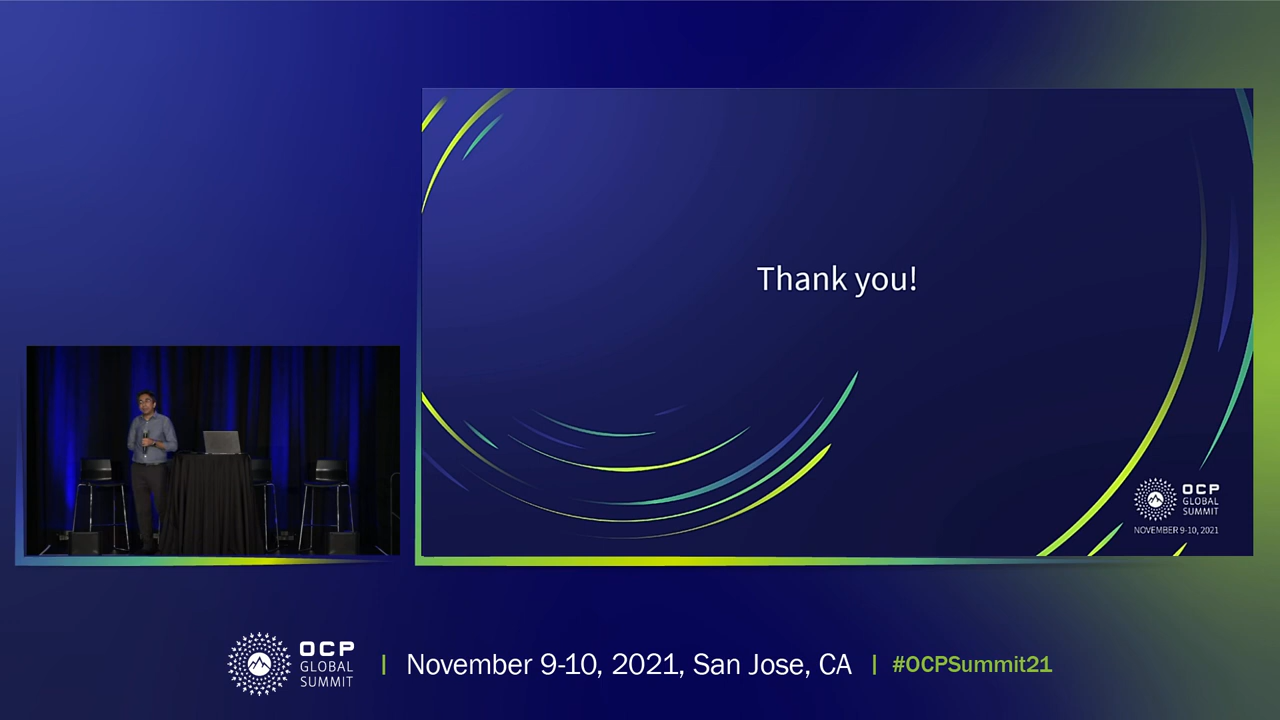 Thank you!
OCP
GLOBAL
SUMMIT
NOVEMBER 9-10, 2021
OCP
GLOBAL
SUMMIT
| November 9-10, 2021, San Jose, CA | #OCPSummit21